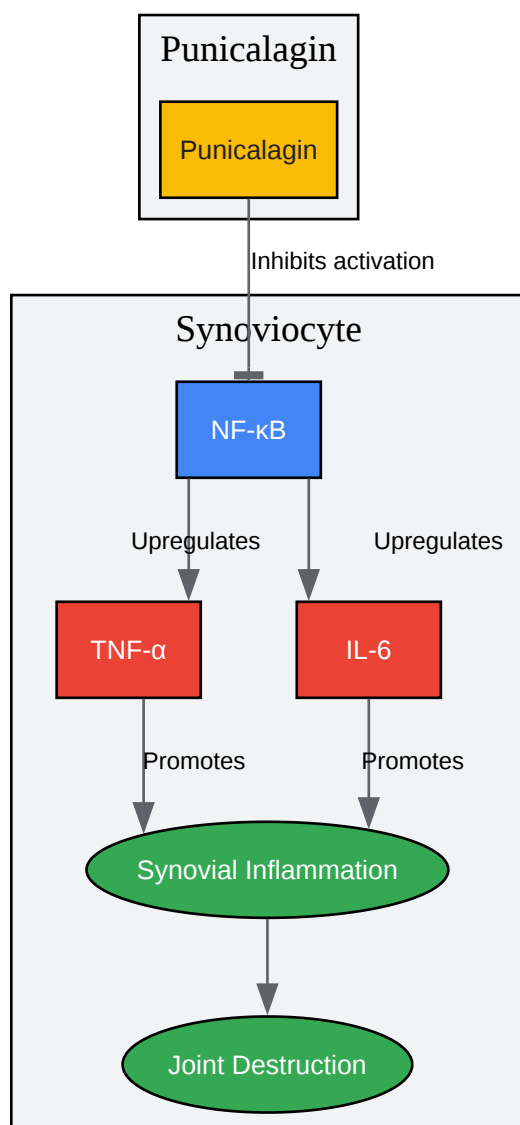 Punicalagin
Punicalagin
Inhibits activation
Synoviocyte
NF-κB
Upregulates
Upregulates
TNF-α
IL-6
Promotes
Promotes
Synovial Inflammation
Joint Destruction